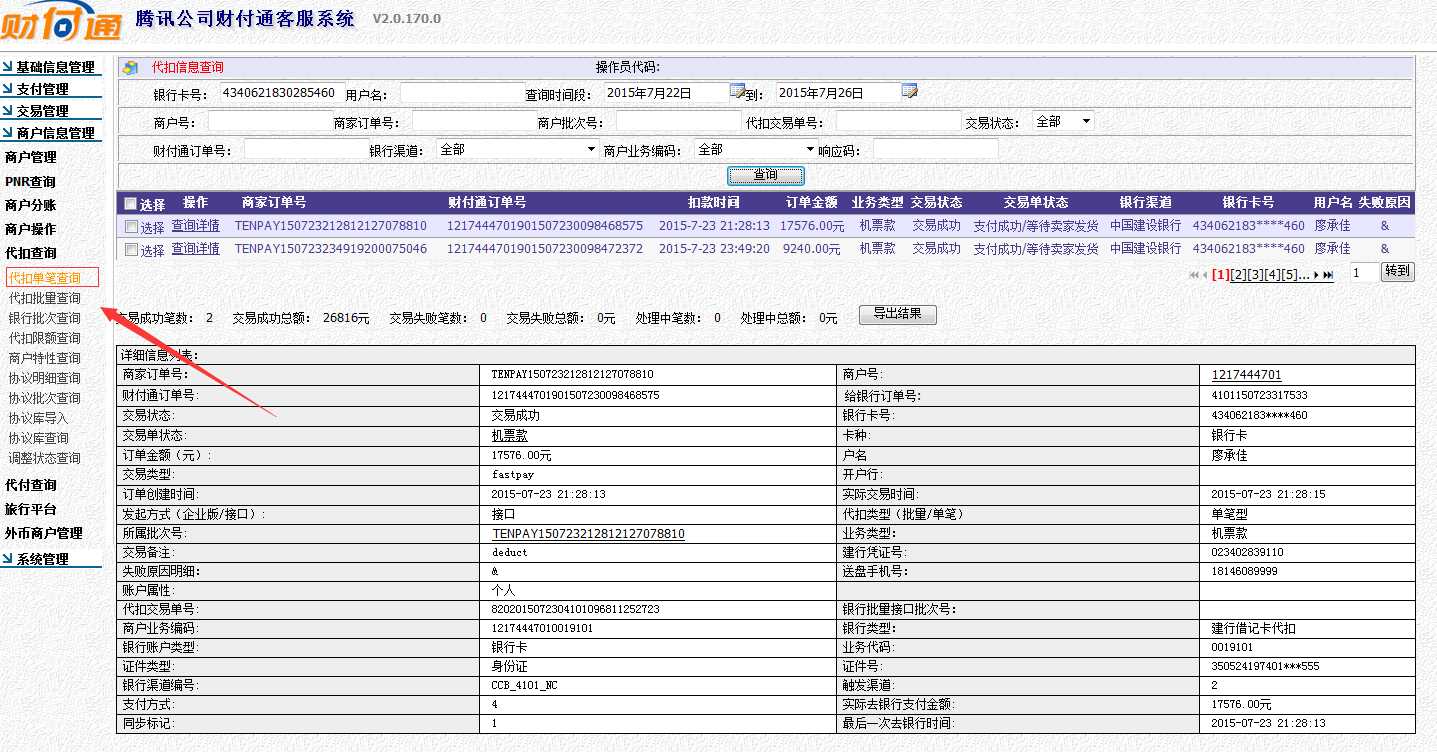 财付通 腾讯公司财付通客服系统 V2.0.170.0
基础信息管理
支付管理
交易管理
商户信息管理
商户管理
PNR查询
商户分账
商户操作
代扣查询
代扣单笔查询
代扣批量查询
银行批次查询
代扣限额查询
商户特性查询
协议明细查询
协议批次查询
协议库导入
协议库查询
调整状态查询
代付查询
旅行平台
外币商户管理
系统管理
代扣信息查询 操作员代码:
银行卡号: 4340621830285460 用户名: 查询时间段: 2015年7月22日 到: 2015年7月26日
商户号: 商家订单号: 商户批次号: 代扣交易单号: 交易状态: 全部
财付通订单号: 银行渠道: 全部 商户业务编码: 全部 响应码:
查询
选择 操作 商家订单号 财付通订单号 扣款时间 订单金额 业务类型 交易状态 交易单状态 银行渠道 银行卡号 用户名 失败原因
选择 查询详情 TENPAY150723212812127078810 1217444701901507230098468575 2015-7-23 21:28:13 17576.00元 机票款 交易成功 支付成功/等待卖家发货 中国建设银行 434062183****460 廖承佳 &
选择 查询详情 TENPAY150723234919200075046 1217444701901507230098472372 2015-7-23 23:49:20 9240.00元 机票款 交易成功 支付成功/等待卖家发货 中国建设银行 434062183****460 廖承佳 &
[1][2][3][4][5]... 1 转到
交易成功笔数: 2 交易成功总额: 26816元 交易失败笔数: 0 交易失败总额: 0元 处理中笔数: 0 处理中总额: 0元 导出结果
详细信息列表:
商家订单号: TENPAY150723212812127078810 商户号: 1217444701
财付通订单号: 1217444701901507230098468575 给银行订单号: 4101150723317533
交易状态: 交易成功 银行卡号: 434062183****460
交易单状态: 机票款 卡种: 银行卡
订单金额（元）: 17576.00元 户名 廖承佳
交易类型: fastpay 开户行:
订单创建时间: 2015-07-23 21:28:13 实际交易时间: 2015-07-23 21:28:15
发起方式（企业版/接口）: 接口 代扣类型（批量/单笔） 单笔型
所属批次号: TENPAY150723212812127078810 业务类型: 机票款
交易备注: deduct 建行凭证号: 023402839110
失败原因明细: & 送盘手机号: 18146089999
账户属性: 个人
代扣交易单号: 8202015072304101096811252723 银行批量接口批次号:
商户业务编码: 12174447010019101 银行类型: 建行借记卡代扣
银行账户类型: 银行卡 业务代码: 0019101
证件类型: 身份证 证件号: 350524197401***555
银行渠道编号: CCB_4101_NC 触发渠道: 2
支付方式: 4 实际去银行支付金额: 17576.00元
同步标记: 1 最后一次去银行时间: 2015-07-23 21:28:13